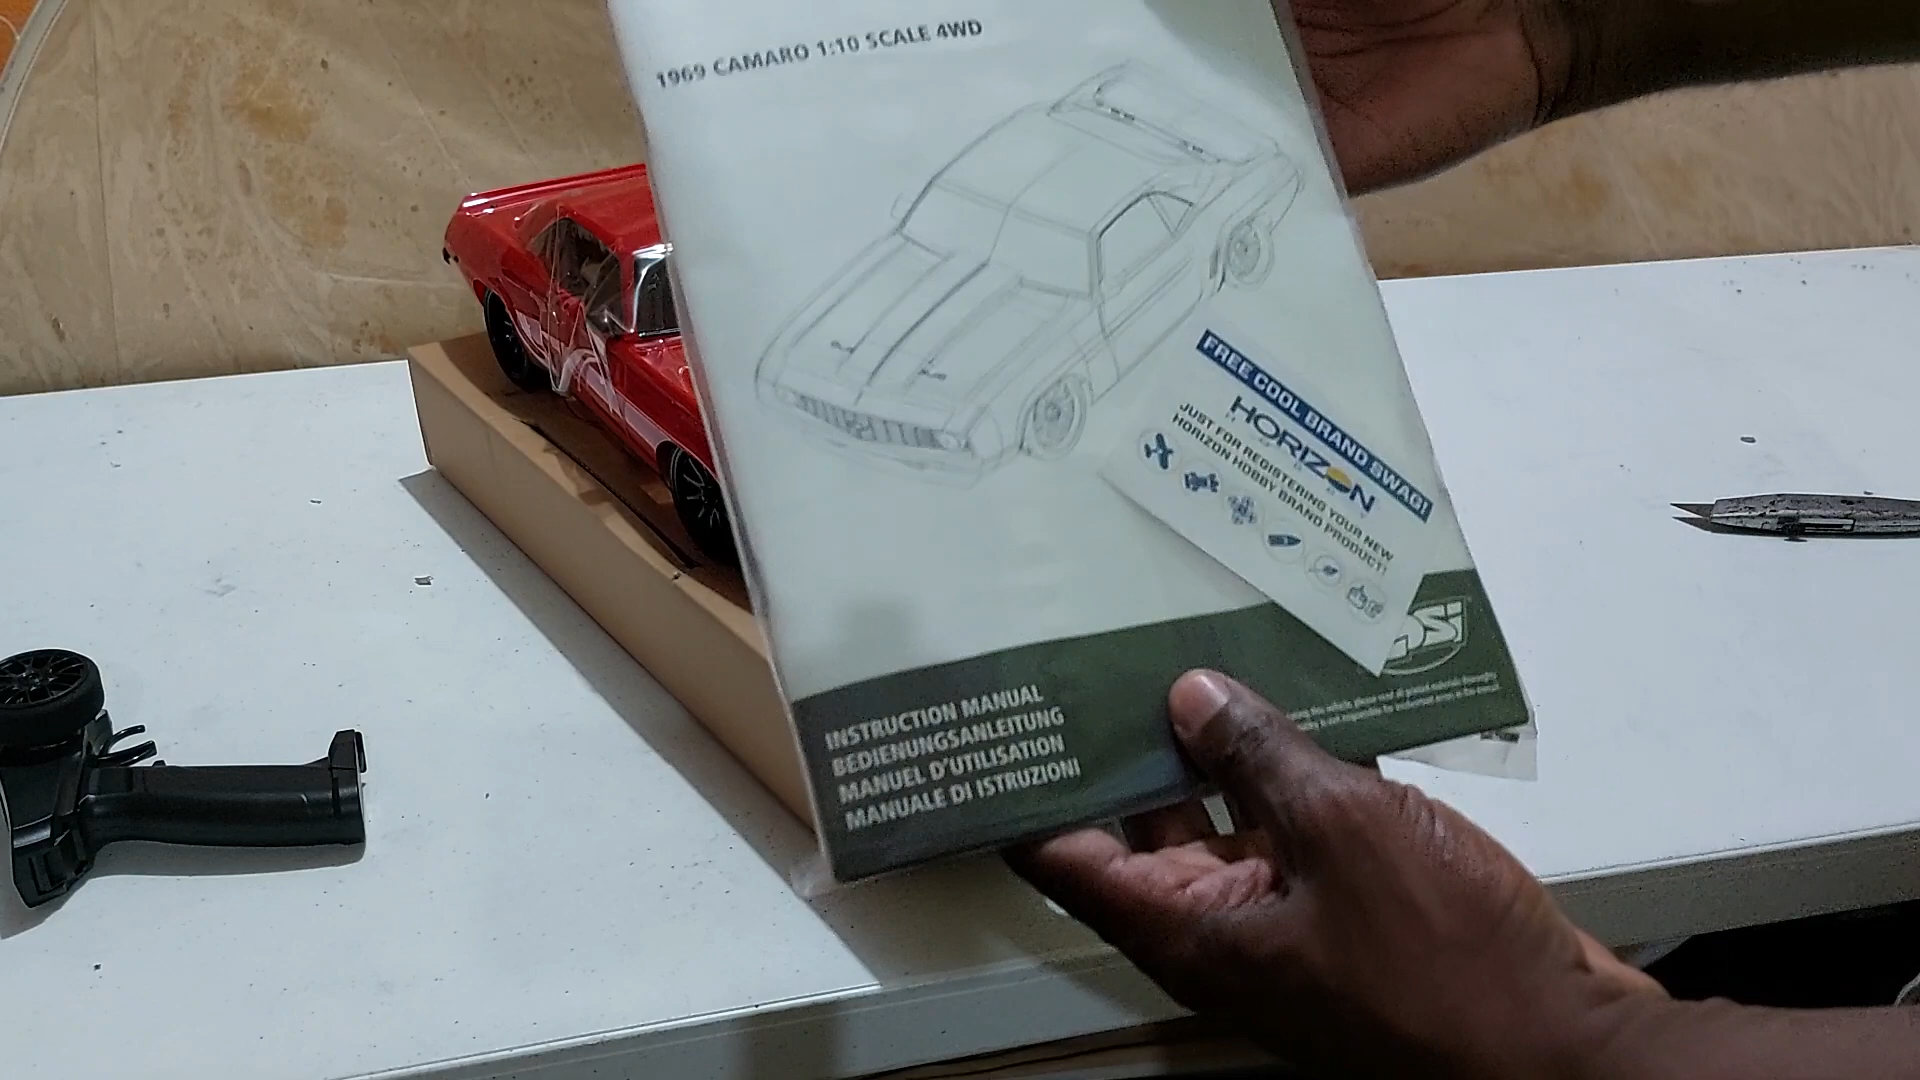 1969 CAMARO 1:10 SCALE 4WD
FREE COOL BRAND SWAG!
HORIZON
H O B B Y
JUST FOR REGISTERING YOUR NEW
HORIZON HOBBY BRAND PRODUCT!
INSTRUCTION MANUAL
BEDIENUNGSANLEITUNG
MANUEL D'UTILISATION
MANUALE DI ISTRUZIONI